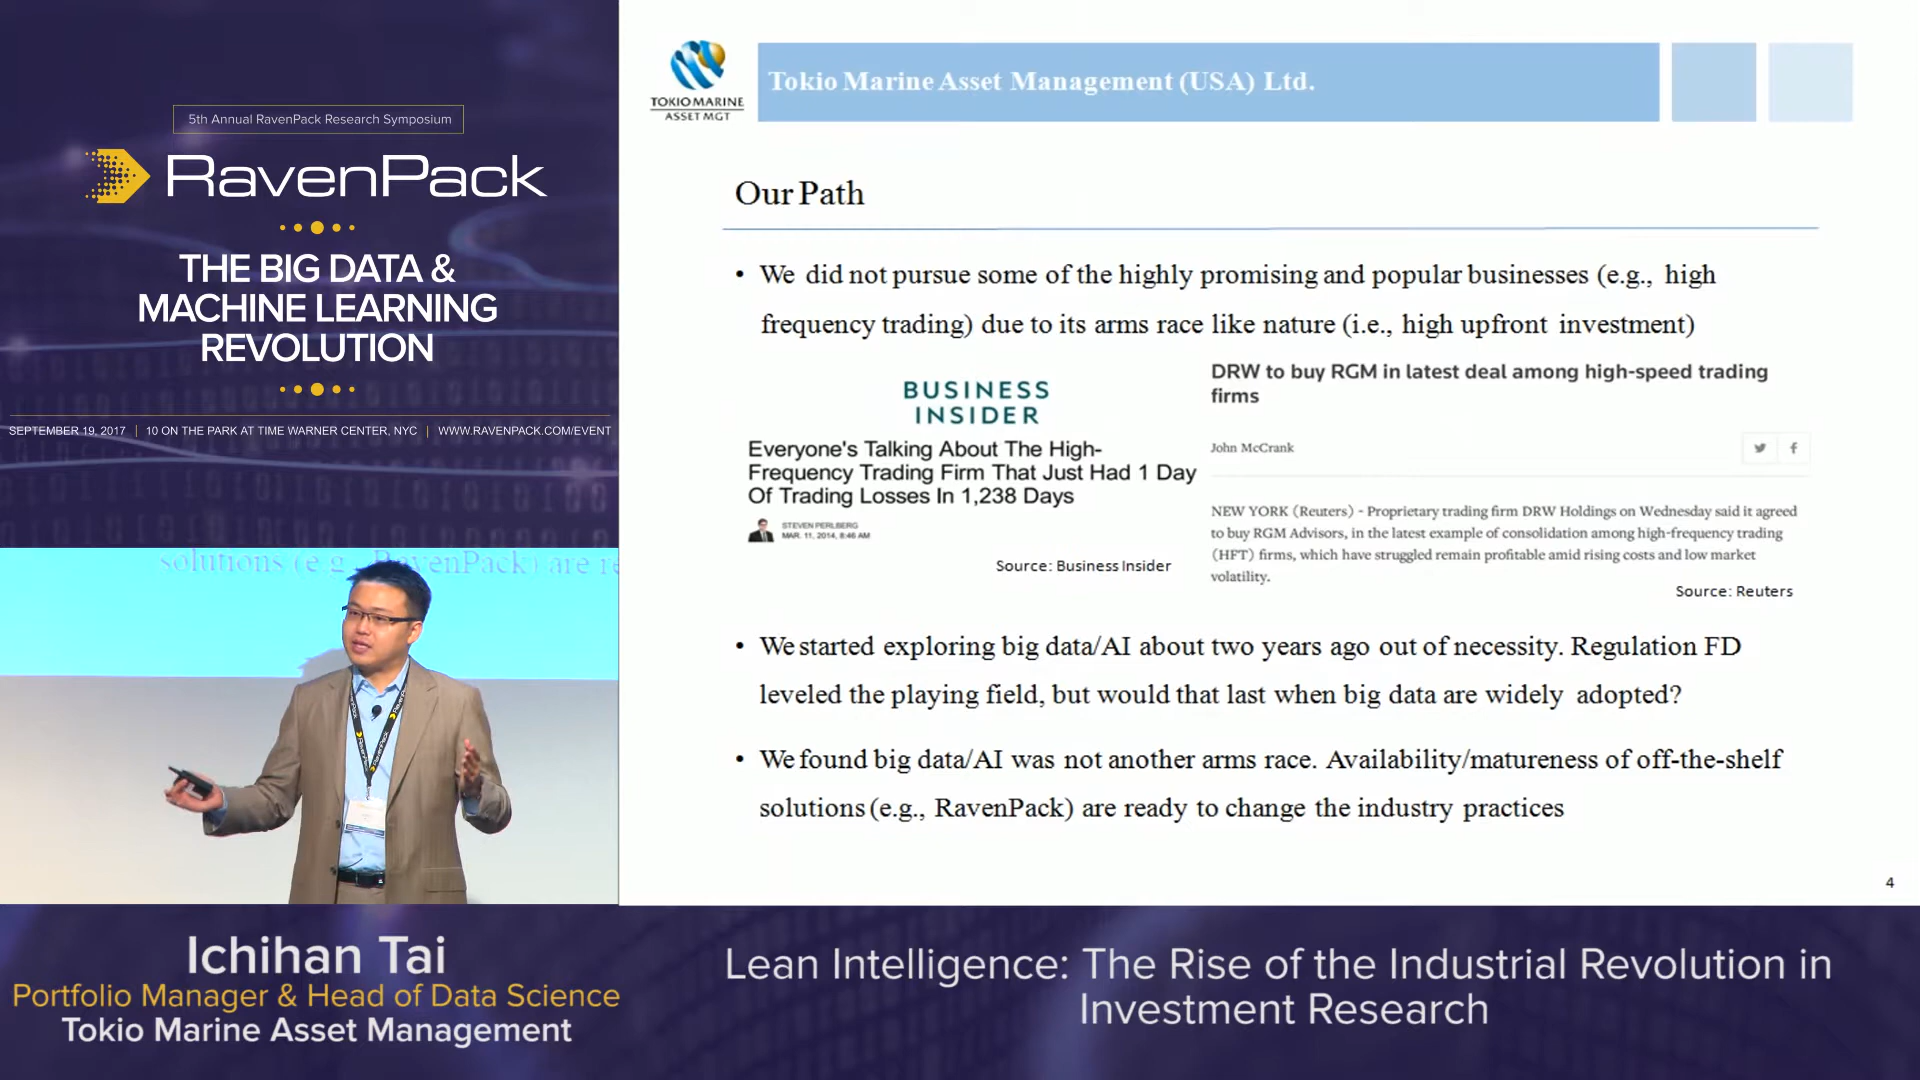 5th Annual RavenPack Research Symposium
RavenPack
THE BIG DATA &
MACHINE LEARNING
REVOLUTION
SEPTEMBER 19, 2017 | 10 ON THE PARK AT TIME WARNER CENTER, NYC | WWW.RAVENPACK.COM/EVENT
solutions (e.g., RavenPack) are re
Ichihan Tai
Portfolio Manager & Head of Data Science
Tokio Marine Asset Management
TOKIO MARINE
ASSET MGT
Tokio Marine Asset Management (USA) Ltd.
Our Path
• We did not pursue some of the highly promising and popular businesses (e.g., high
frequency trading) due to its arms race like nature (i.e., high upfront investment)
BUSINESS
INSIDER
Everyone's Talking About The High-
Frequency Trading Firm That Just Had 1 Day
Of Trading Losses In 1,238 Days
STEVEN PERLBERG
MAR. 11, 2014, 8:46 AM
Source: Business Insider
DRW to buy RGM in latest deal among high-speed trading
firms
John McCrank
NEW YORK (Reuters) - Proprietary trading firm DRW Holdings on Wednesday said it agreed
to buy RGM Advisors, in the latest example of consolidation among high-frequency trading
(HFT) firms, which have struggled remain profitable amid rising costs and low market
volatility.
Source: Reuters
• We started exploring big data/AI about two years ago out of necessity. Regulation FD
leveled the playing field, but would that last when big data are widely adopted?
• We found big data/AI was not another arms race. Availability/matureness of off-the-shelf
solutions (e.g., RavenPack) are ready to change the industry practices
4
Lean Intelligence: The Rise of the Industrial Revolution in
Investment Research